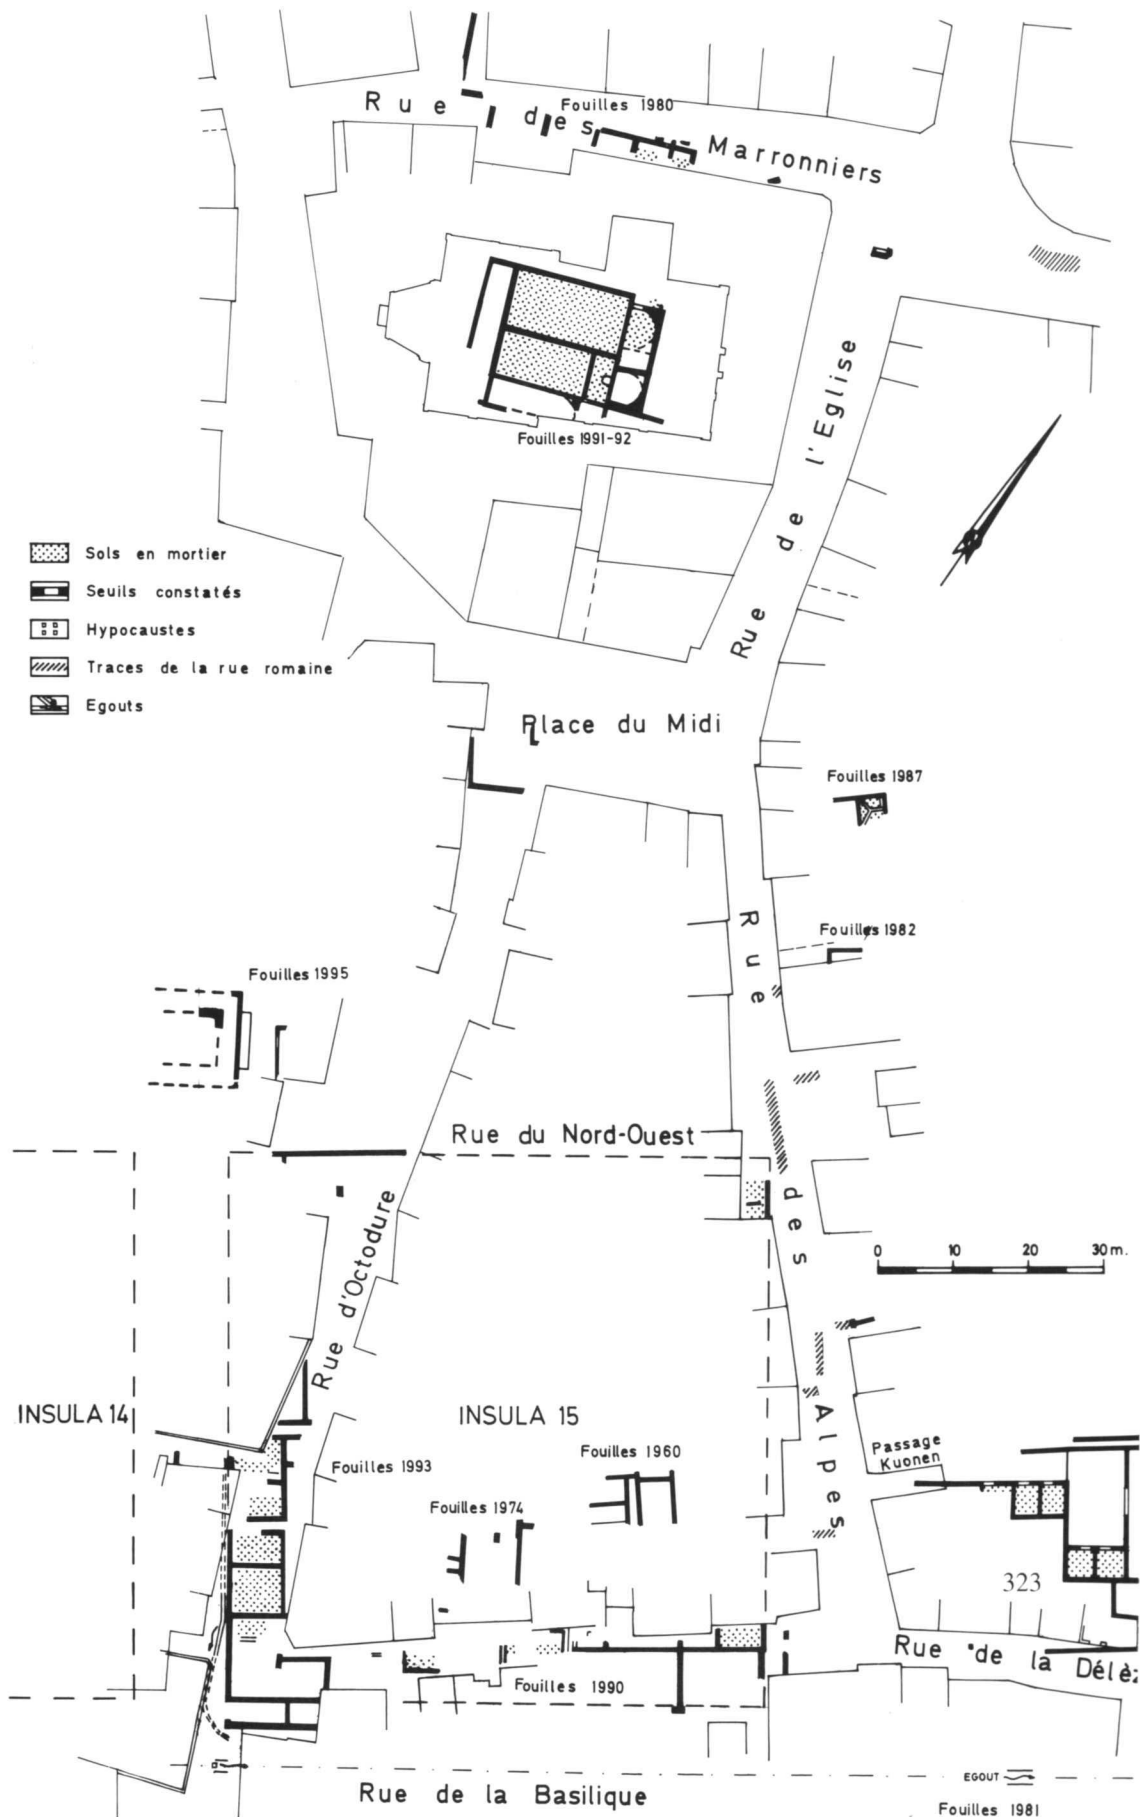 Rue des Marronniers
Fouilles 1980
Fouilles 1991-92
Rue de l'Eglise
Sols en mortier
Seuils constatés
Hypocaustes
Traces de la rue romaine
Egouts
Place du Midi
Fouilles 1987
Fouilles 1982
Fouilles 1995
Rue des Alpes
Rue du Nord-Ouest
0 10 20 30 m.
Rue d'Octodure
INSULA 14
INSULA 15
Passage
Kuonen
Fouilles 1993
Fouilles 1960
Fouilles 1974
323
Rue de la Délèz
Fouilles 1990
EGOUT
Rue de la Basilique
Fouilles 1981